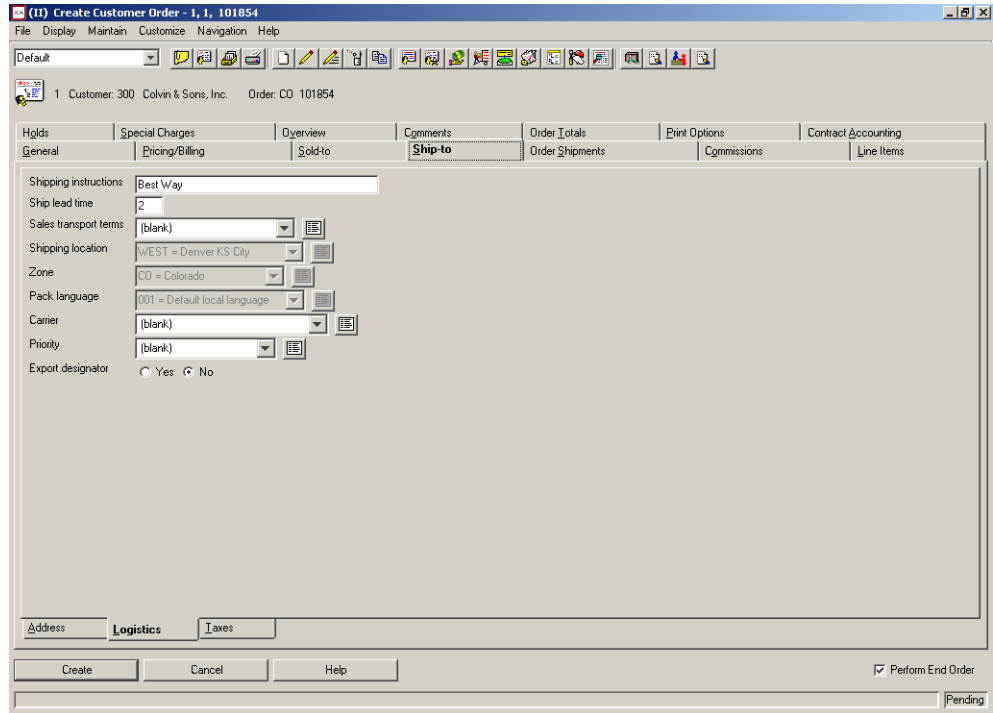 (II) Create Customer Order - 1, 1, 101854
File Display Maintain Customize Navigation Help
Default
1 Customer: 300 Colvin & Sons, Inc. Order: CO 101854
Holds Special Charges Overview Comments Order Totals Print Options Contract Accounting
General Pricing/Billing Sold-to Ship-to Order Shipments Commissions Line Items
Shipping instructions Best Way
Ship lead time 2
Sales transport terms (blank)
Shipping location WEST = Denver KS City
Zone CO = Colorado
Pack language 001 = Default local language
Carrier (blank)
Priority (blank)
Export designator Yes No
Address Logistics Taxes
Create Cancel Help Perform End Order
Pending